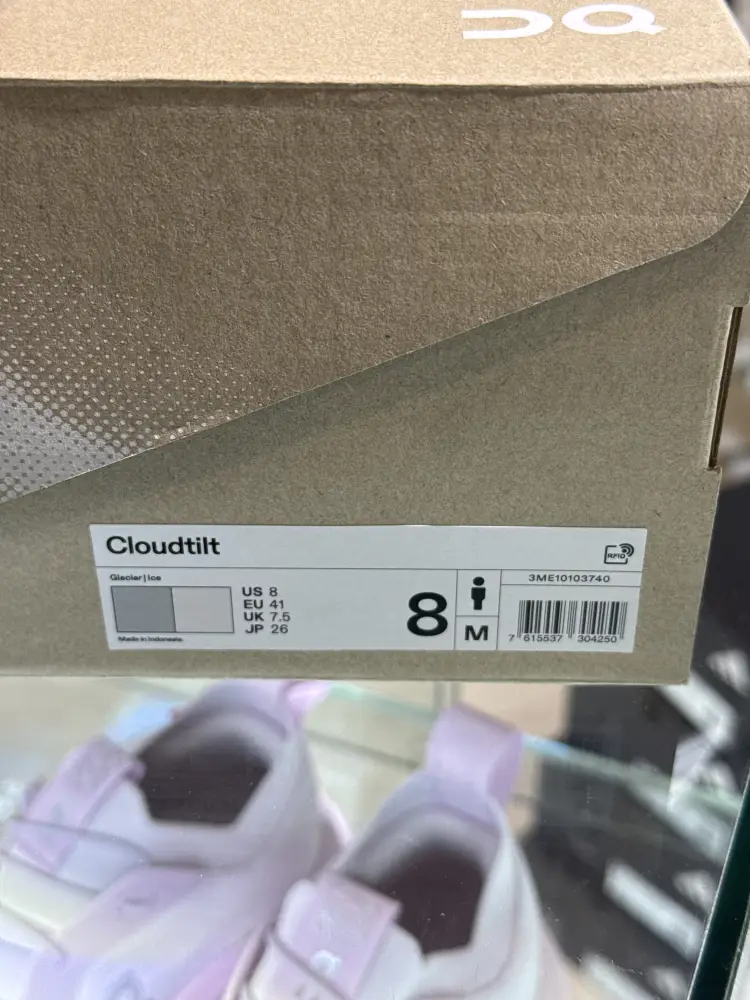 On
Cloudtilt
RFID
Glacier | Ice
3ME10103740
US 8
EU 41
UK 7.5
JP 26
8
M
Made in Indonesia
7 615537 304250